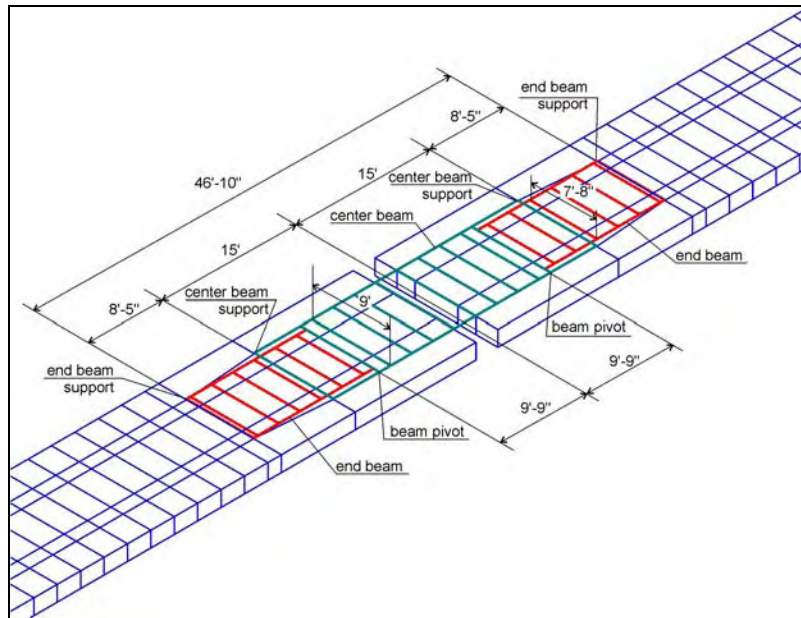 end beam
support
8'-5"
15'
46'-10"
center beam
support
7'-8"
center beam
15'
end beam
8'-5"
center beam
support
9'
beam pivot
9'-9"
end beam
support
9'-9"
beam pivot
end beam